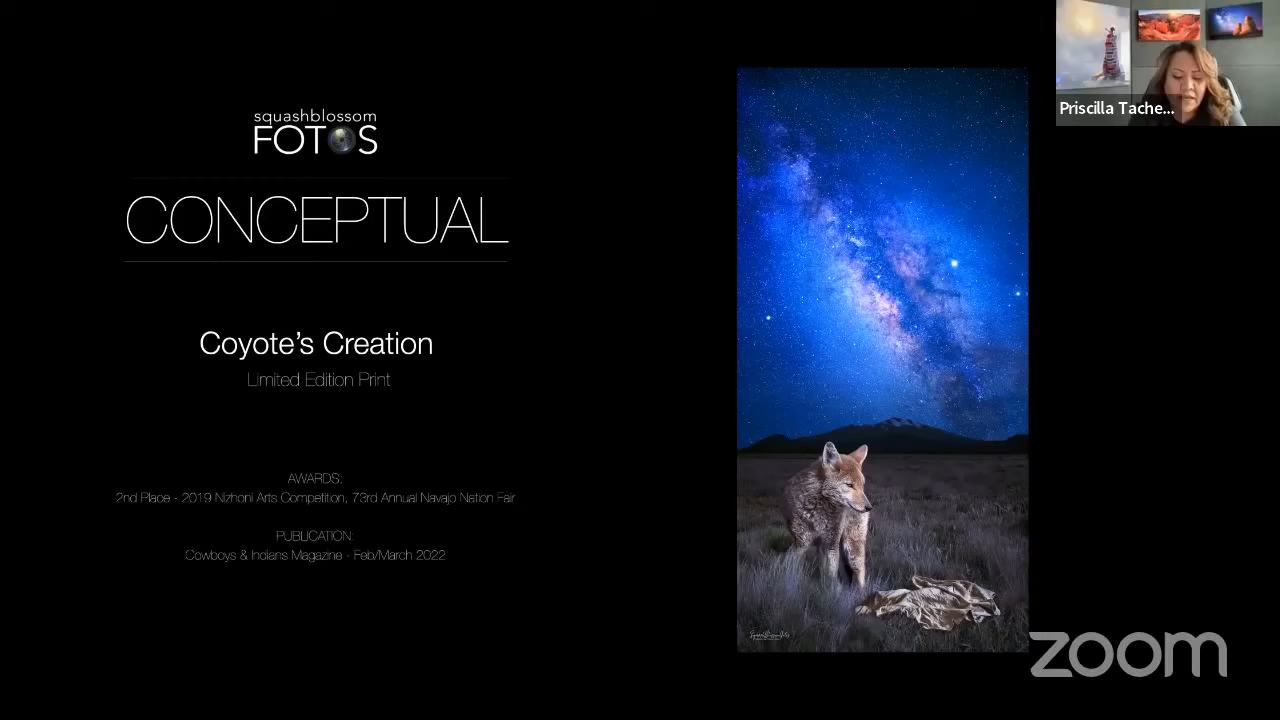 squashblossom
FOTOS
CONCEPTUAL
Coyote's Creation
Limited Edition Print
AWARDS:
2nd Place - 2019 Nizhoni Arts Competition, 73rd Annual Navajo Nation Fair
PUBLICATION:
Cowboys & Indians Magazine - Feb/March 2022
Priscilla Tache...
zoom